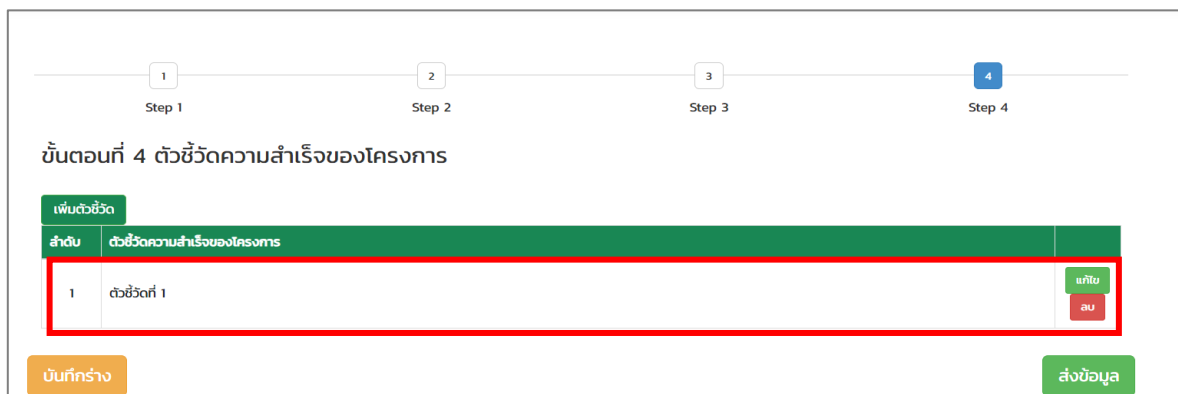 1 2 3 4
Step 1 Step 2 Step 3 Step 4
ขั้นตอนที่ 4 ตัวชี้วัดความสำเร็จของโครงการ
เพิ่มตัวชี้วัด
ลำดับ ตัวชี้วัดความสำเร็จของโครงการ
1 ตัวชี้วัดที่ 1 แก้ไข
ลบ
บันทึกร่าง ส่งข้อมูล